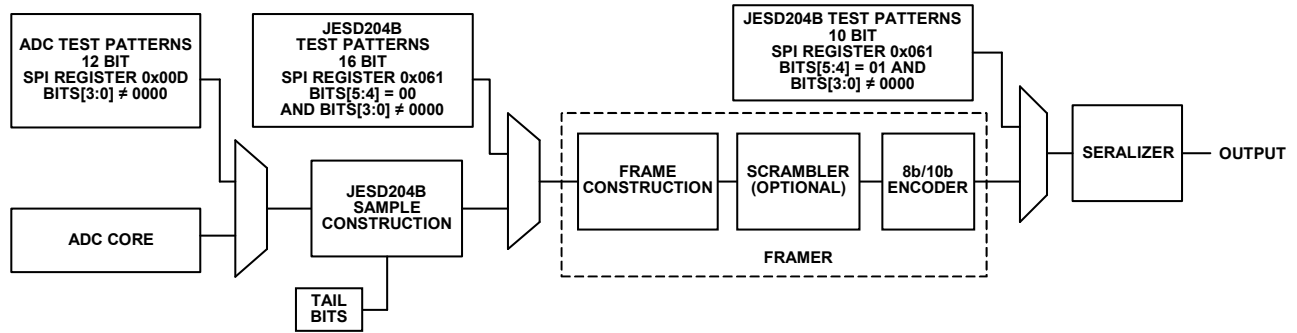 ADC TEST PATTERNS
12 BIT
SPI REGISTER 0x00D
BITS[3:0] ≠ 0000
JESD204B
TEST PATTERNS
16 BIT
SPI REGISTER 0x061
BITS[5:4] = 00
AND BITS[3:0] ≠ 0000
JESD204B TEST PATTERNS
10 BIT
SPI REGISTER 0x061
BITS[5:4] = 01 AND
BITS[3:0] ≠ 0000
ADC CORE
JESD204B
SAMPLE
CONSTRUCTION
TAIL
BITS
FRAME
CONSTRUCTION
SCRAMBLER
(OPTIONAL)
8b/10b
ENCODER
FRAMER
SERALIZER
OUTPUT